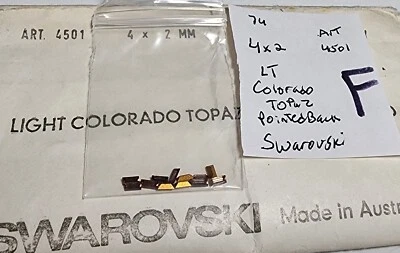 ART. 4501 4 x 2 MM
LIGHT COLORADO TOPAZ
SWAROVSKI
Made in Austr
74 ART
4x2 4501
LT
Colorado
TOPaZ
PointedBack
Swarovski
F